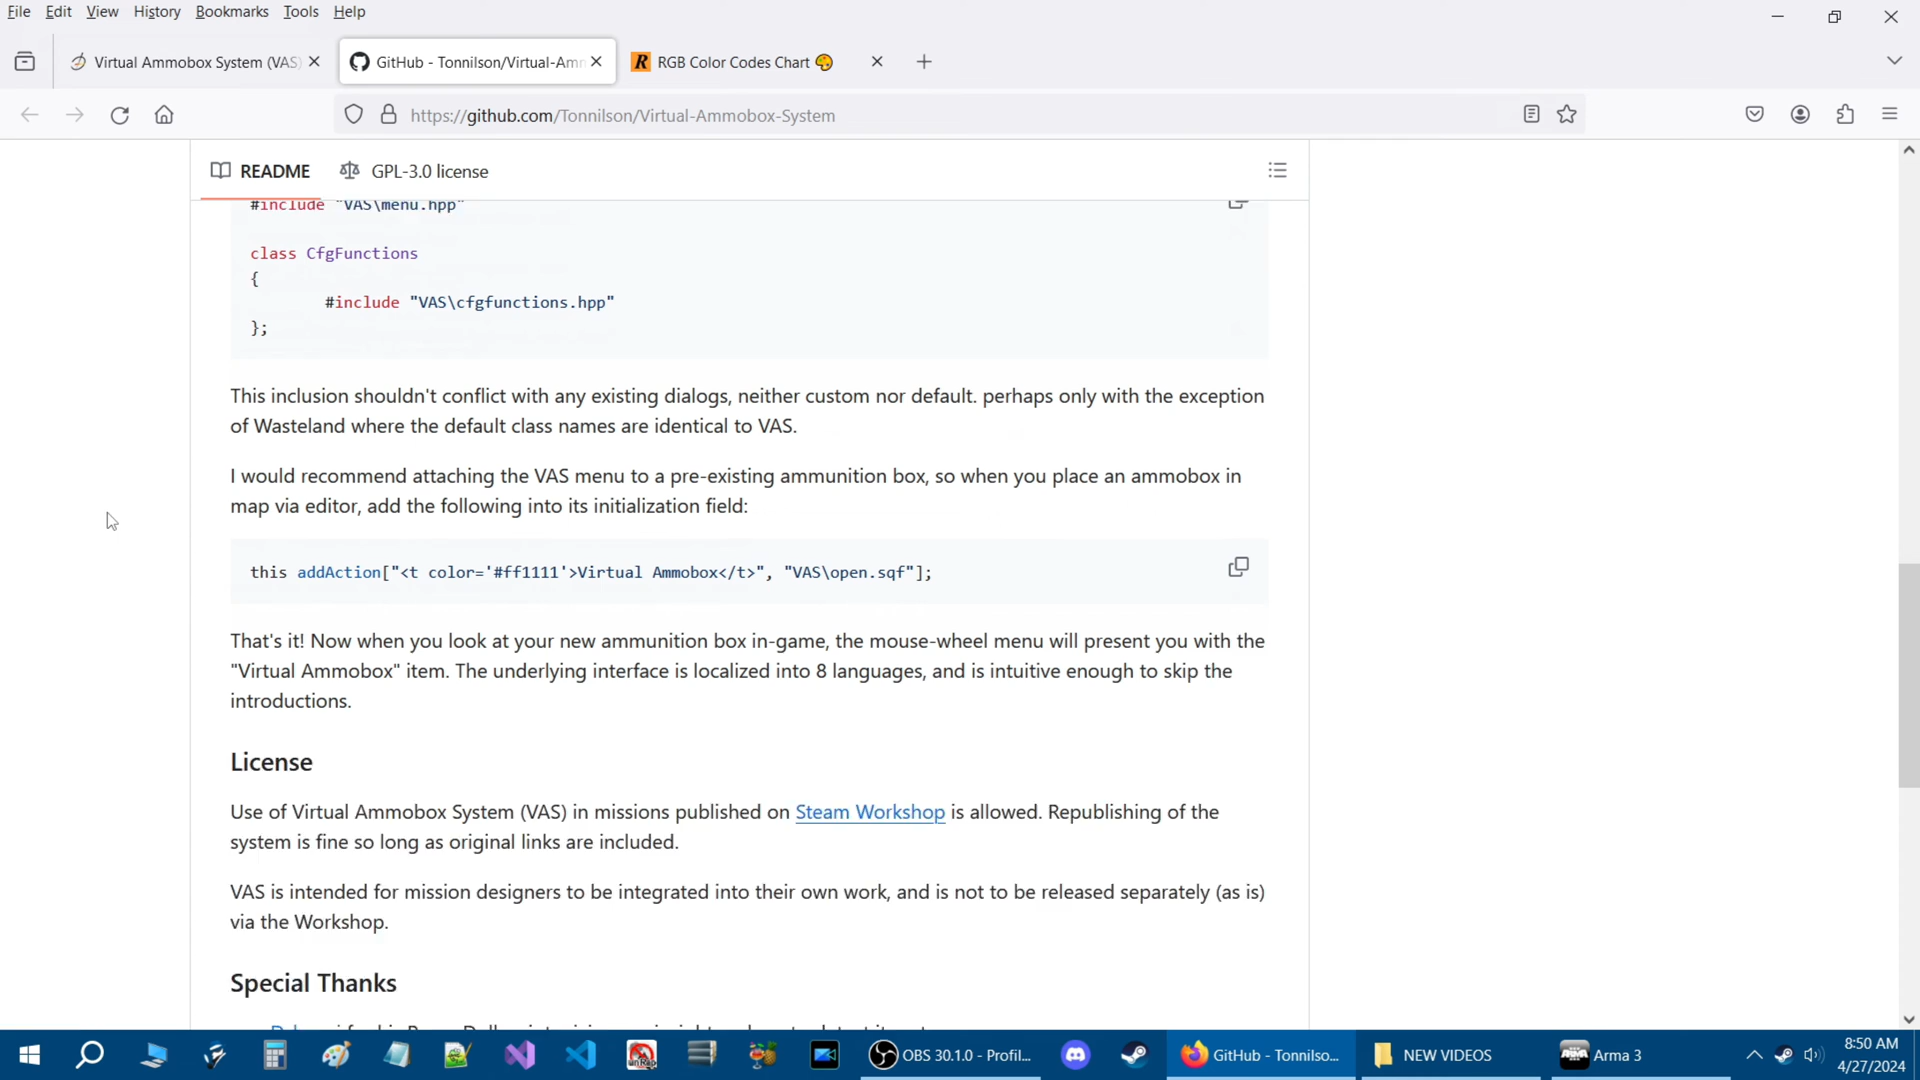 File Edit View History Bookmarks Tools Help
Virtual Ammobox System (VAS)
GitHub - Tonnilson/Virtual-Amm
RGB Color Codes Chart
https://github.com/Tonnilson/Virtual-Ammobox-System
README
GPL-3.0 license
#include "VAS\menu.hpp"
class CfgFunctions
{
#include "VAS\cfgfunctions.hpp"
};
This inclusion shouldn't conflict with any existing dialogs, neither custom nor default. perhaps only with the exception
of Wasteland where the default class names are identical to VAS.
I would recommend attaching the VAS menu to a pre-existing ammunition box, so when you place an ammobox in
map via editor, add the following into its initialization field:
this addAction["<t color='#ff1111'>Virtual Ammobox</t>", "VAS\open.sqf"];
That's it! Now when you look at your new ammunition box in-game, the mouse-wheel menu will present you with the
"Virtual Ammobox" item. The underlying interface is localized into 8 languages, and is intuitive enough to skip the
introductions.
License
Use of Virtual Ammobox System (VAS) in missions published on Steam Workshop is allowed. Republishing of the
system is fine so long as original links are included.
VAS is intended for mission designers to be integrated into their own work, and is not to be released separately (as is)
via the Workshop.
Special Thanks
OBS 30.1.0 - Profil...
GitHub - Tonnilso...
NEW VIDEOS
Arma 3
8:50 AM
4/27/2024